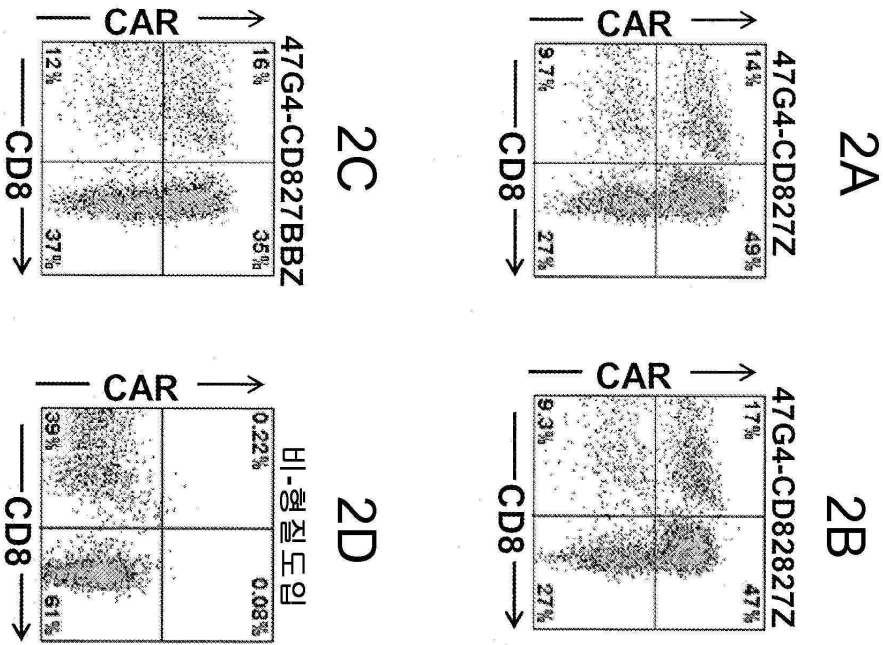 2A
47G4-CD827Z
CAR
14%
49%
9.7%
27%
CD8
2B
47G4-CD82827Z
CAR
17%
47%
9.3%
27%
CD8
2C
47G4-CD827BBZ
CAR
16%
35%
12%
37%
CD8
2D
비-형질도입
CAR
0.22%
0.08%
39%
61%
CD8